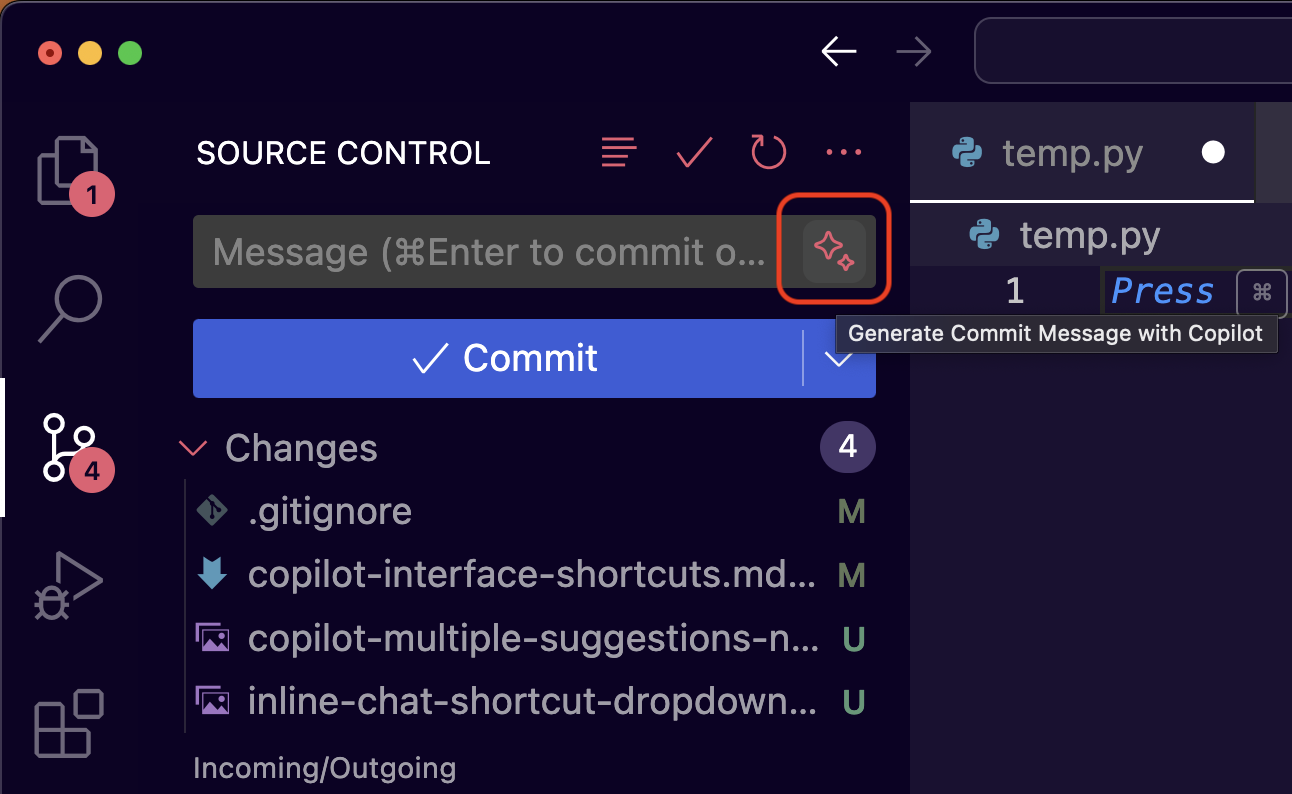 SOURCE CONTROL
temp.py
1
Message (⌘Enter to commit o...
temp.py
1 Press ⌘
Generate Commit Message with Copilot
Commit
Changes 4
4
.gitignore M
copilot-interface-shortcuts.md... M
copilot-multiple-suggestions-n... U
inline-chat-shortcut-dropdown... U
Incoming/Outgoing